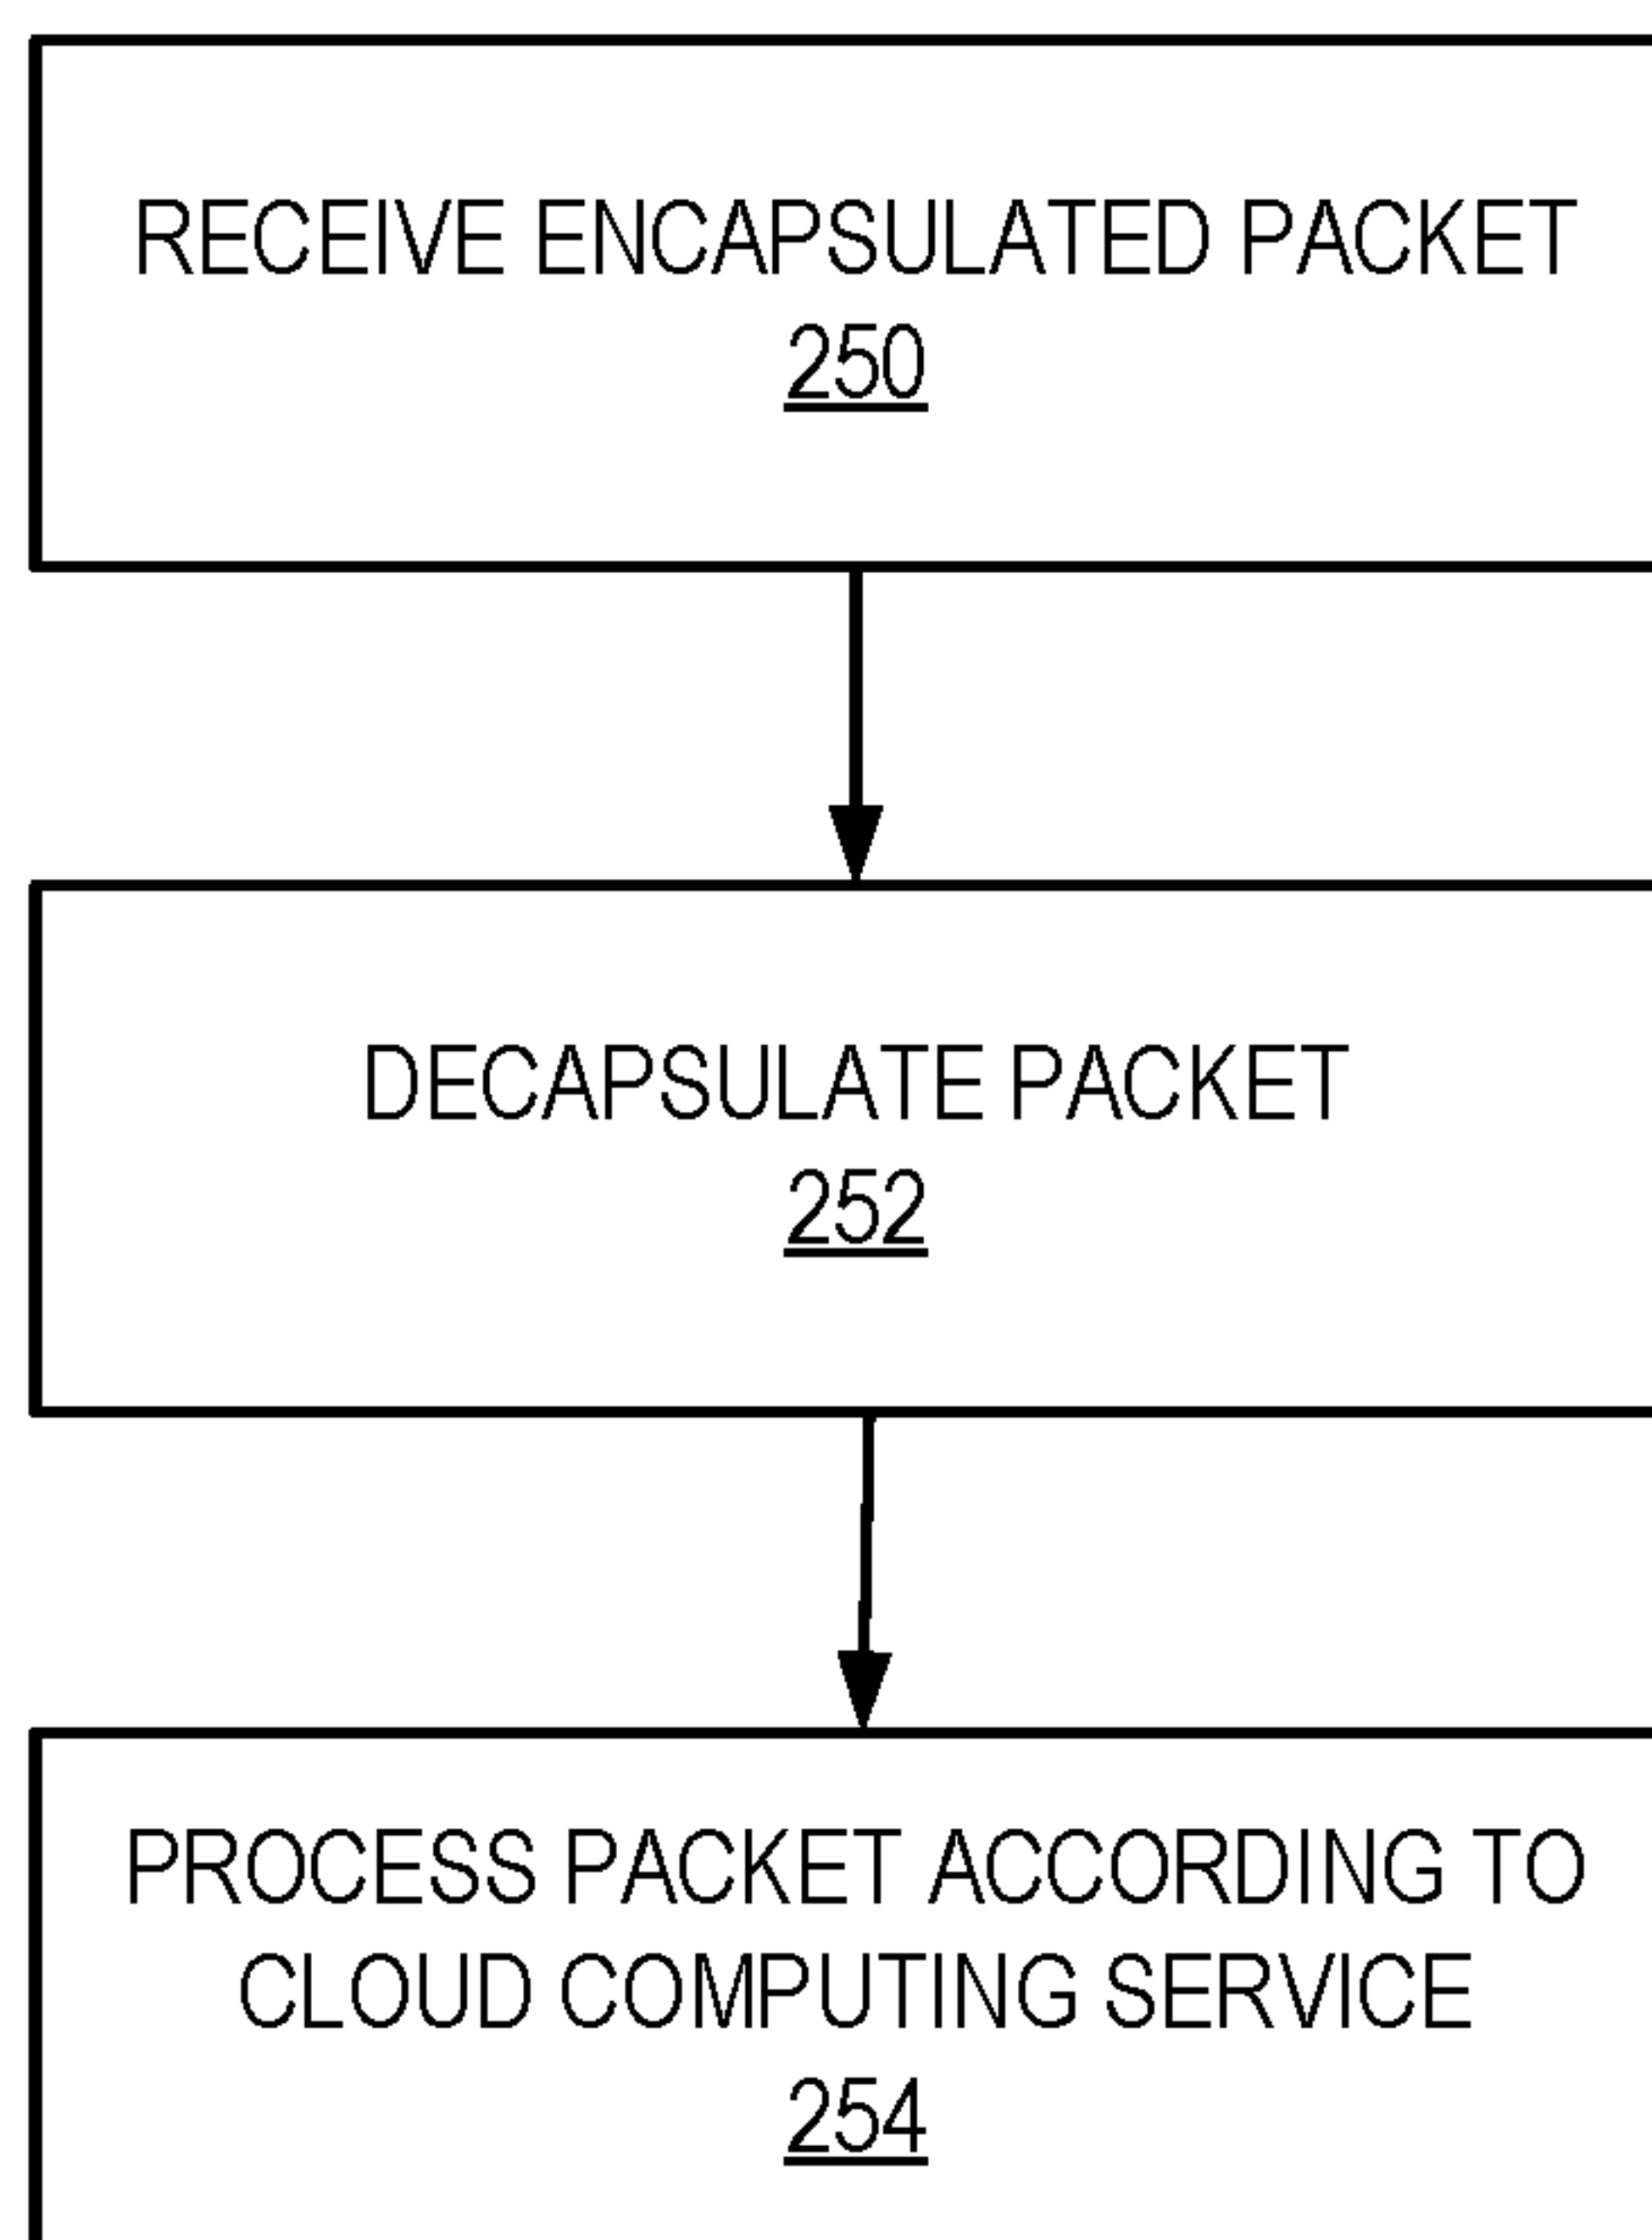 RECEIVE ENCAPSULATED PACKET
250
DECAPSULATE PACKET
252
PROCESS PACKET ACCORDING TO
CLOUD COMPUTING SERVICE
254